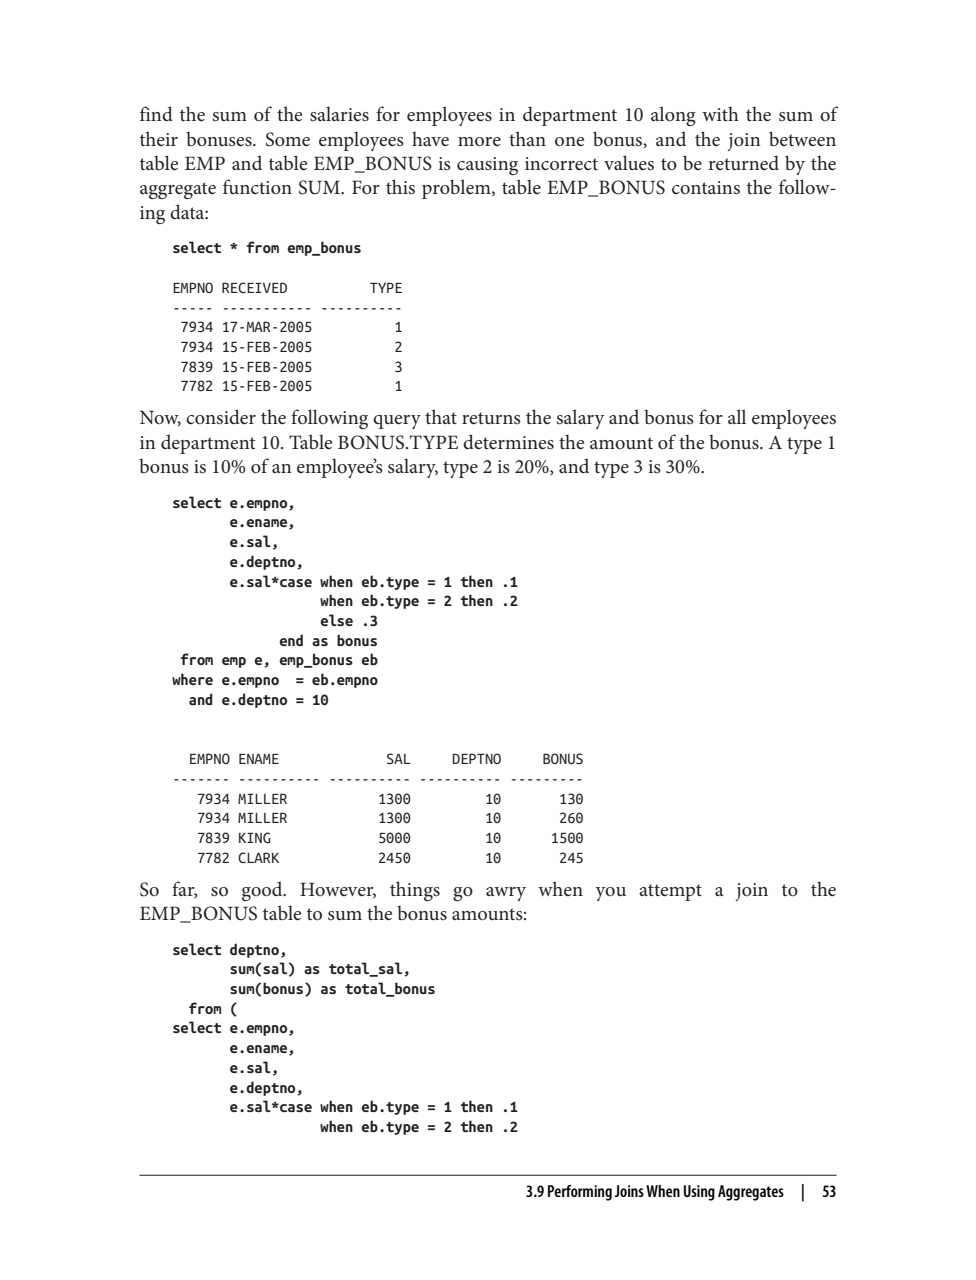 find the sum of the salaries for employees in department 10 along with the sum of
their bonuses. Some employees have more than one bonus, and the join between
table EMP and table EMP_BONUS is causing incorrect values to be returned by the
aggregate function SUM. For this problem, table EMP_BONUS contains the follow-
ing data:
select * from emp_bonus
EMPNO RECEIVED          TYPE
----- ----------- ----------
 7934 17-MAR-2005          1
 7934 15-FEB-2005          2
 7839 15-FEB-2005          3
 7782 15-FEB-2005          1
Now, consider the following query that returns the salary and bonus for all employees
in department 10. Table BONUS.TYPE determines the amount of the bonus. A type 1
bonus is 10% of an employee’s salary, type 2 is 20%, and type 3 is 30%.
select e.empno,
       e.ename,
       e.sal,
       e.deptno,
       e.sal*case when eb.type = 1 then .1
                  when eb.type = 2 then .2
                  else .3
             end as bonus
 from emp e, emp_bonus eb
where e.empno  = eb.empno
  and e.deptno = 10
  EMPNO ENAME             SAL     DEPTNO     BONUS
------- ---------- ---------- ---------- ---------
   7934 MILLER           1300         10       130
   7934 MILLER           1300         10       260
   7839 KING             5000         10      1500
   7782 CLARK            2450         10       245
So far, so good. However, things go awry when you attempt a join to the
EMP_BONUS table to sum the bonus amounts:
select deptno,
       sum(sal) as total_sal,
       sum(bonus) as total_bonus
  from (
select e.empno,
       e.ename,
       e.sal,
       e.deptno,
       e.sal*case when eb.type = 1 then .1
                  when eb.type = 2 then .2
3.9 Performing Joins When Using Aggregates | 53